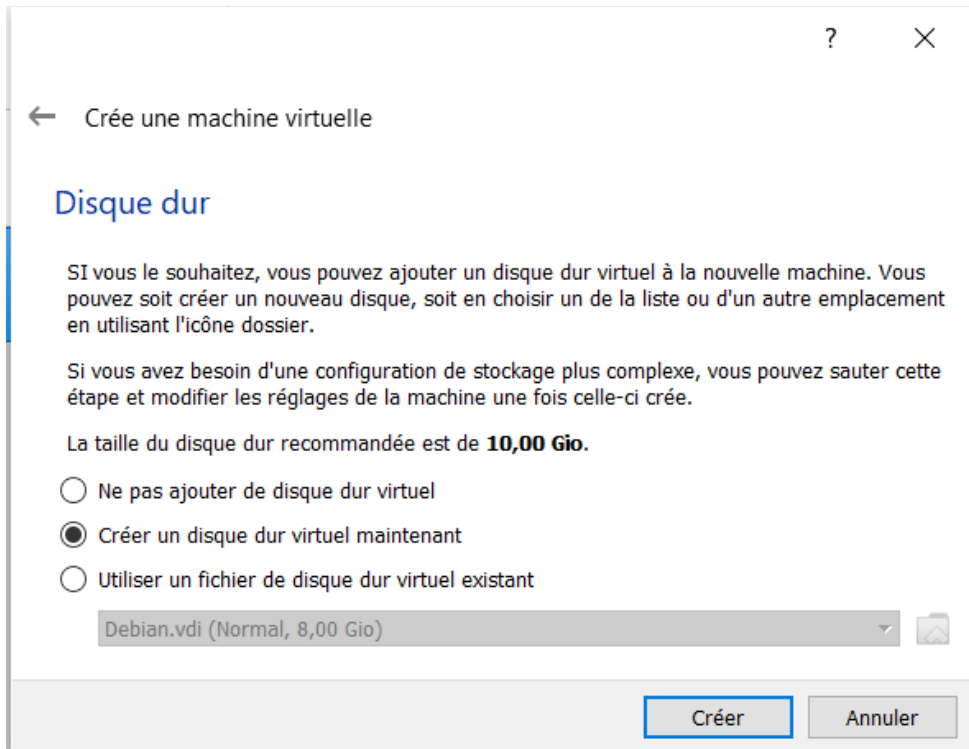 ?
Crée une machine virtuelle
Disque dur
SI vous le souhaitez, vous pouvez ajouter un disque dur virtuel à la nouvelle machine. Vous
pouvez soit créer un nouveau disque, soit en choisir un de la liste ou d'un autre emplacement
en utilisant l'icône dossier.
Si vous avez besoin d'une configuration de stockage plus complexe, vous pouvez sauter cette
étape et modifier les réglages de la machine une fois celle-ci crée.
La taille du disque dur recommandée est de 10,00 Gio.
Ne pas ajouter de disque dur virtuel
Créer un disque dur virtuel maintenant
Utiliser un fichier de disque dur virtuel existant
Debian.vdi (Normal, 8,00 Gio)
Créer
Annuler